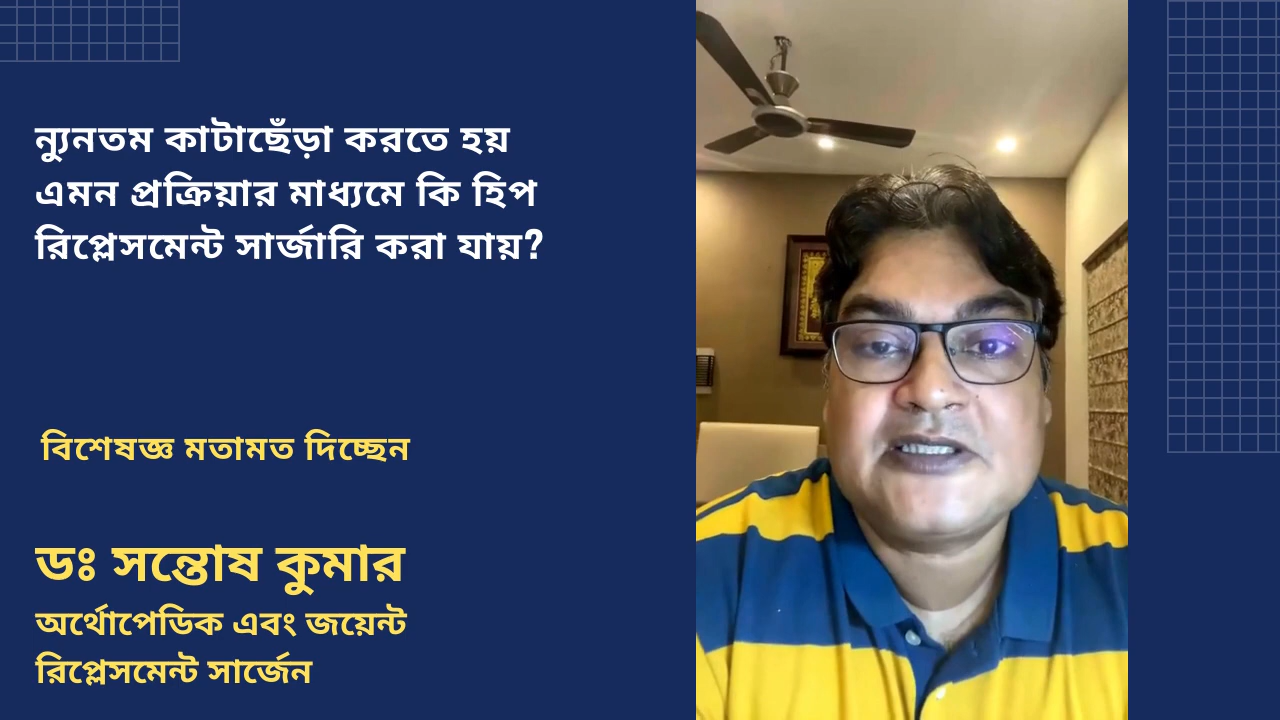 ন্যুনতম কাটাছেঁড়া করতে হয়
এমন প্রক্রিয়ার মাধ্যমে কি হিপ
রিপ্লেসমেন্ট সার্জারি করা যায়?
বিশেষজ্ঞ মতামত দিচ্ছেন
ডঃ সন্তোষ কুমার
অর্থোপেডিক এবং জয়েন্ট
রিপ্লেসমেন্ট সার্জেন